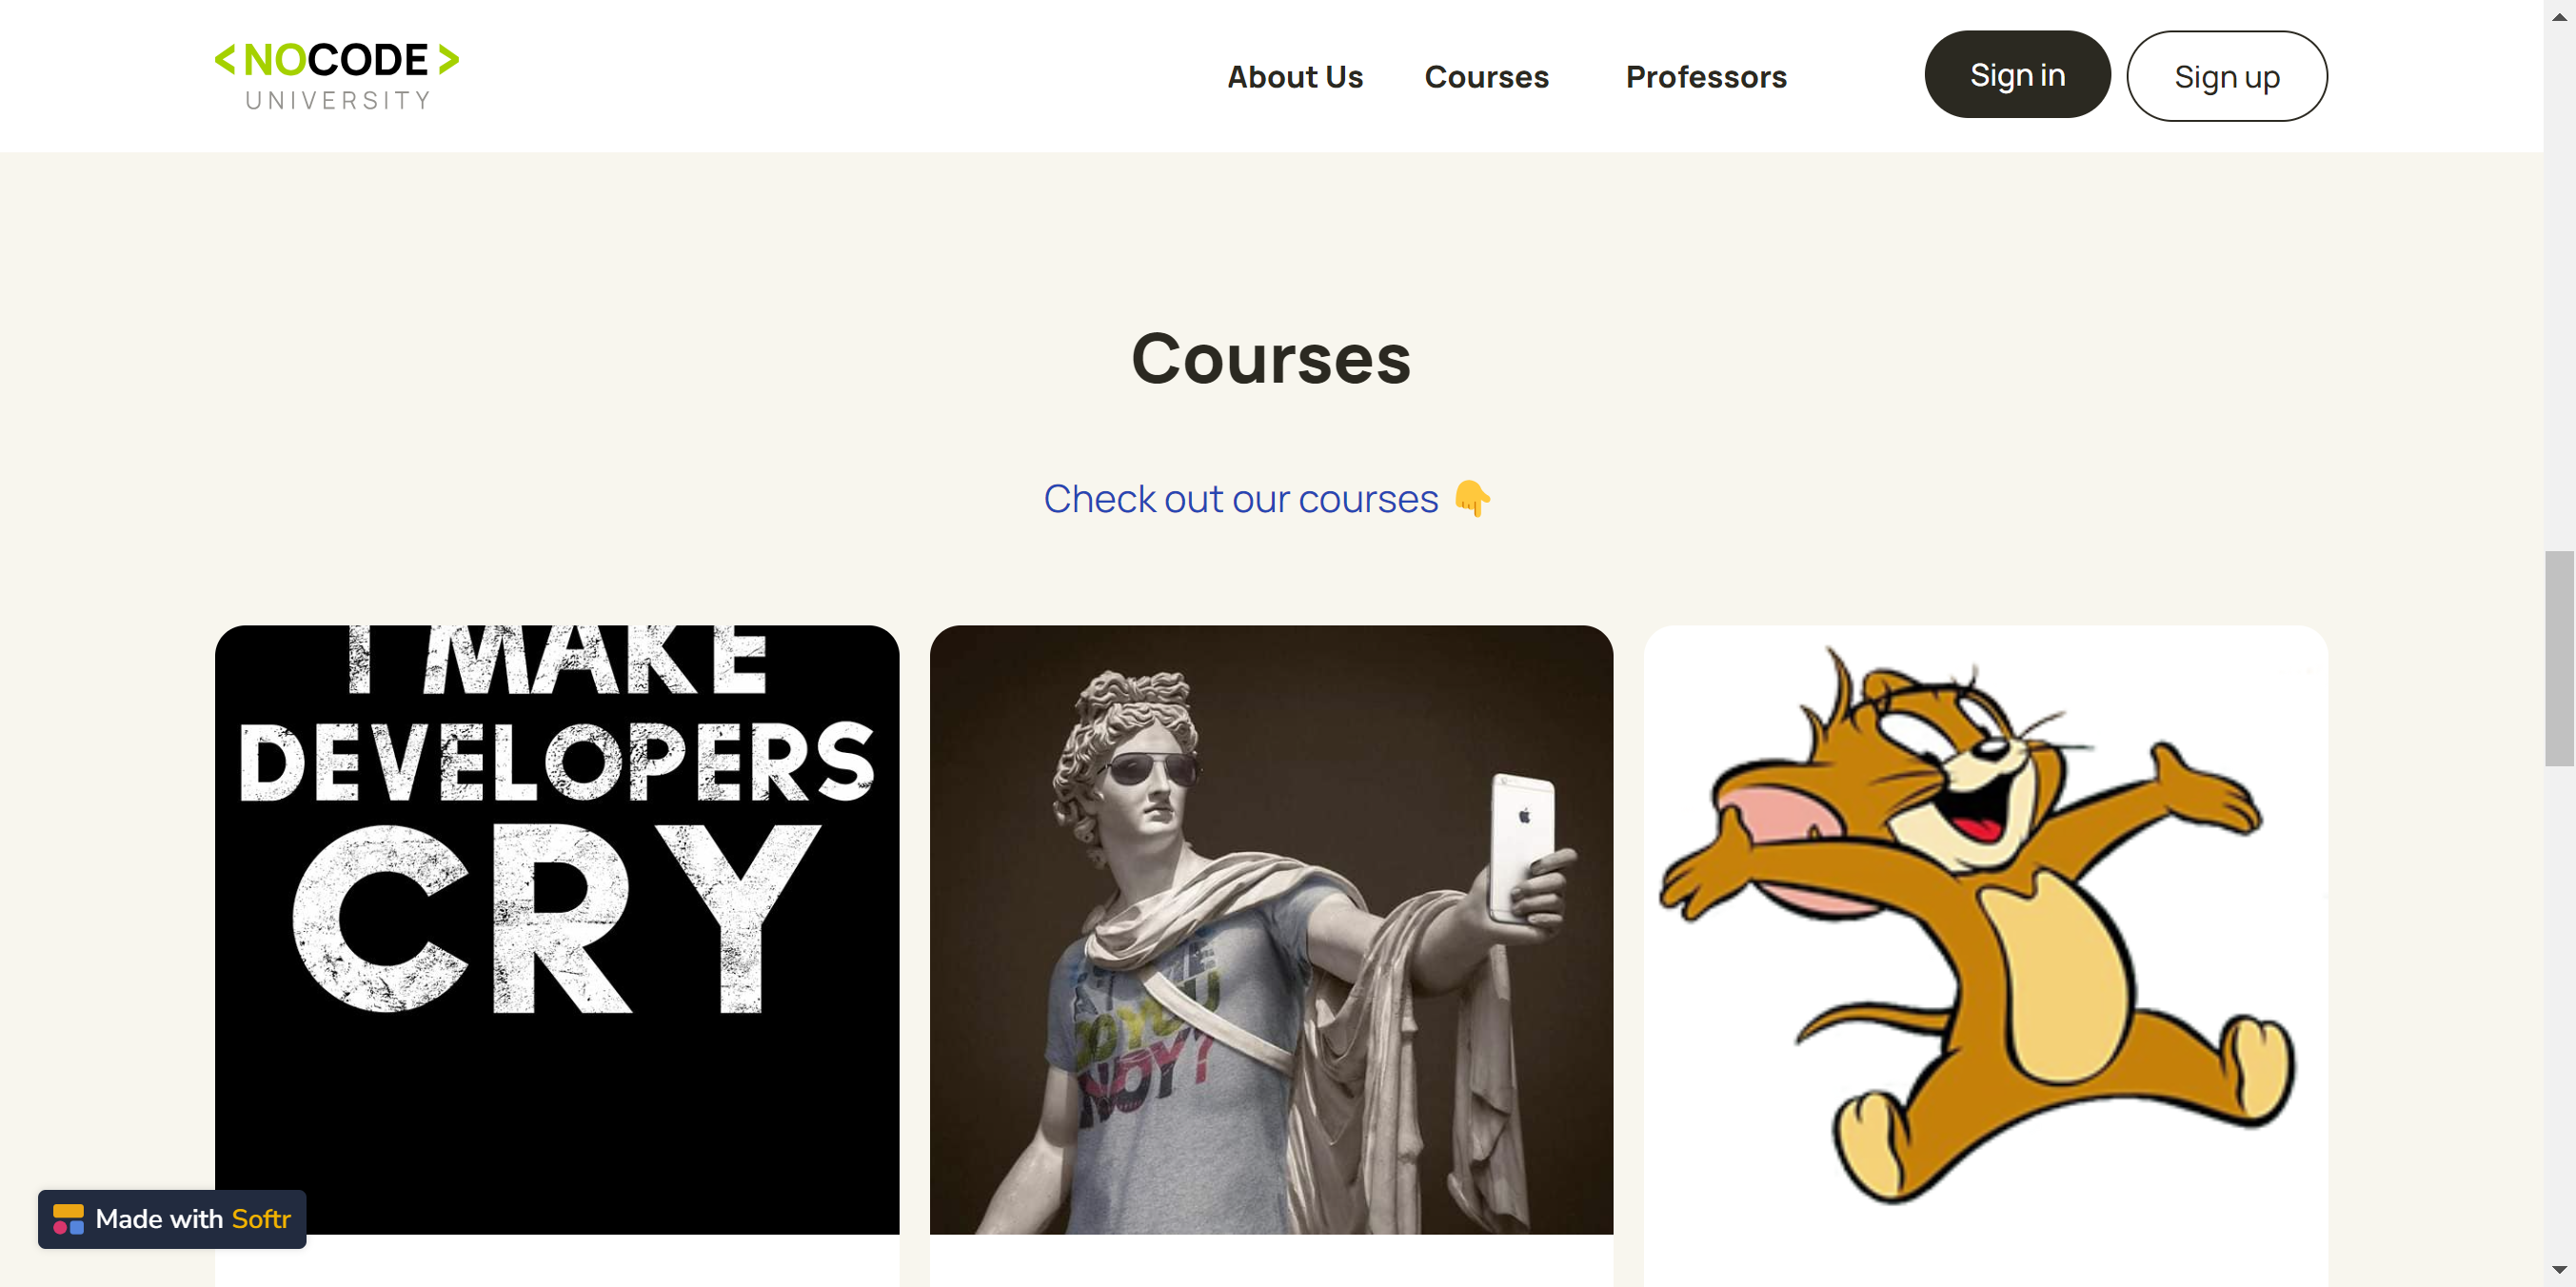 <NOCODE>
UNIVERSITY
About Us
Courses
Professors
Sign in
Sign up
Courses
Check out our courses 👇
I MAKE
DEVELOPERS
CRY
Made with Softr